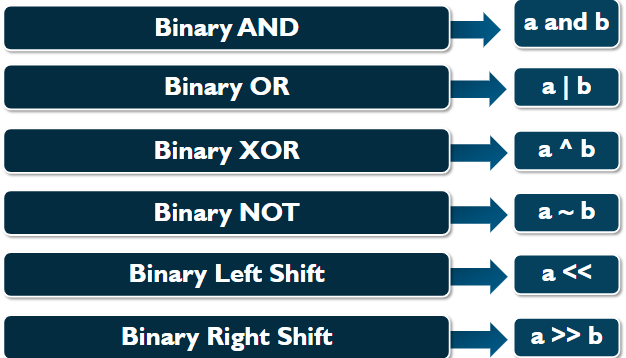 Binary AND
a and b
Binary OR
a | b
Binary XOR
a ^ b
Binary NOT
a ~ b
Binary Left Shift
a <<
Binary Right Shift
a >> b